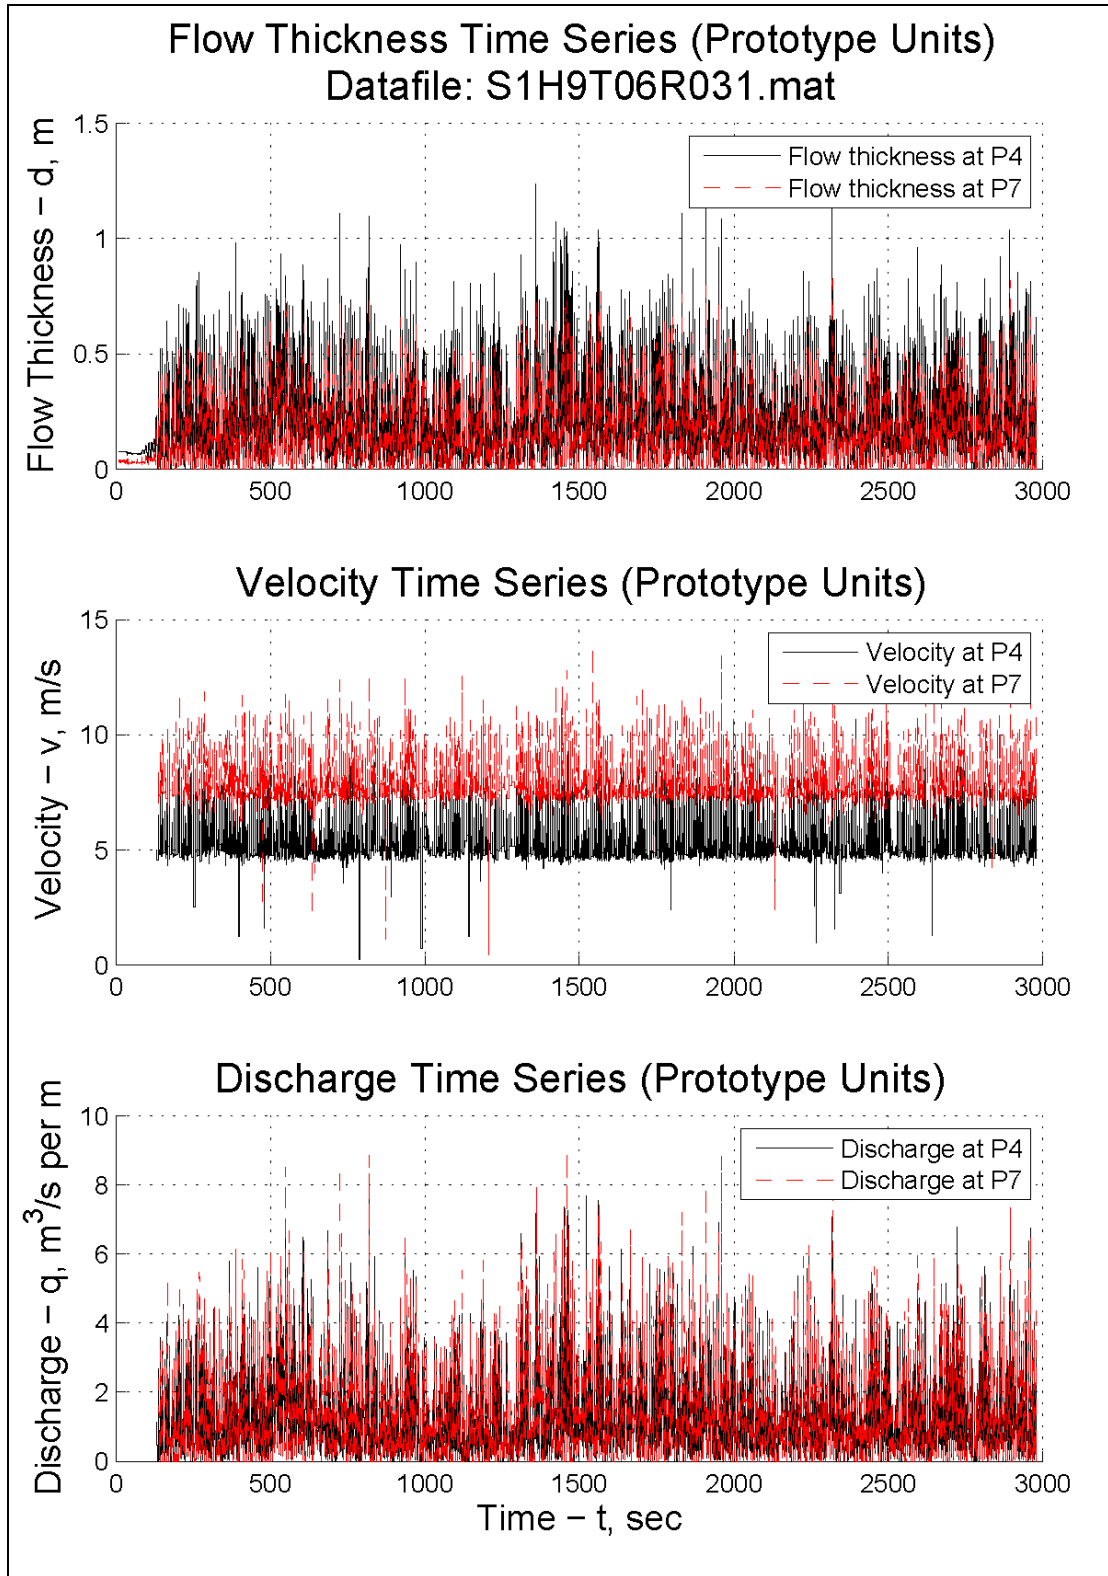 Flow Thickness Time Series (Prototype Units)
Datafile: S1H9T06R031.mat
Flow Thickness – d, m
1.5
1
0.5
0
Flow thickness at P4
Flow thickness at P7
0 500 1000 1500 2000 2500 3000
Velocity Time Series (Prototype Units)
Velocity – v, m/s
15
10
5
0
Velocity at P4
Velocity at P7
0 500 1000 1500 2000 2500 3000
Discharge Time Series (Prototype Units)
Discharge – q, m³/s per m
10
8
6
4
2
0
Discharge at P4
Discharge at P7
0 500 1000 1500 2000 2500 3000
Time – t, sec